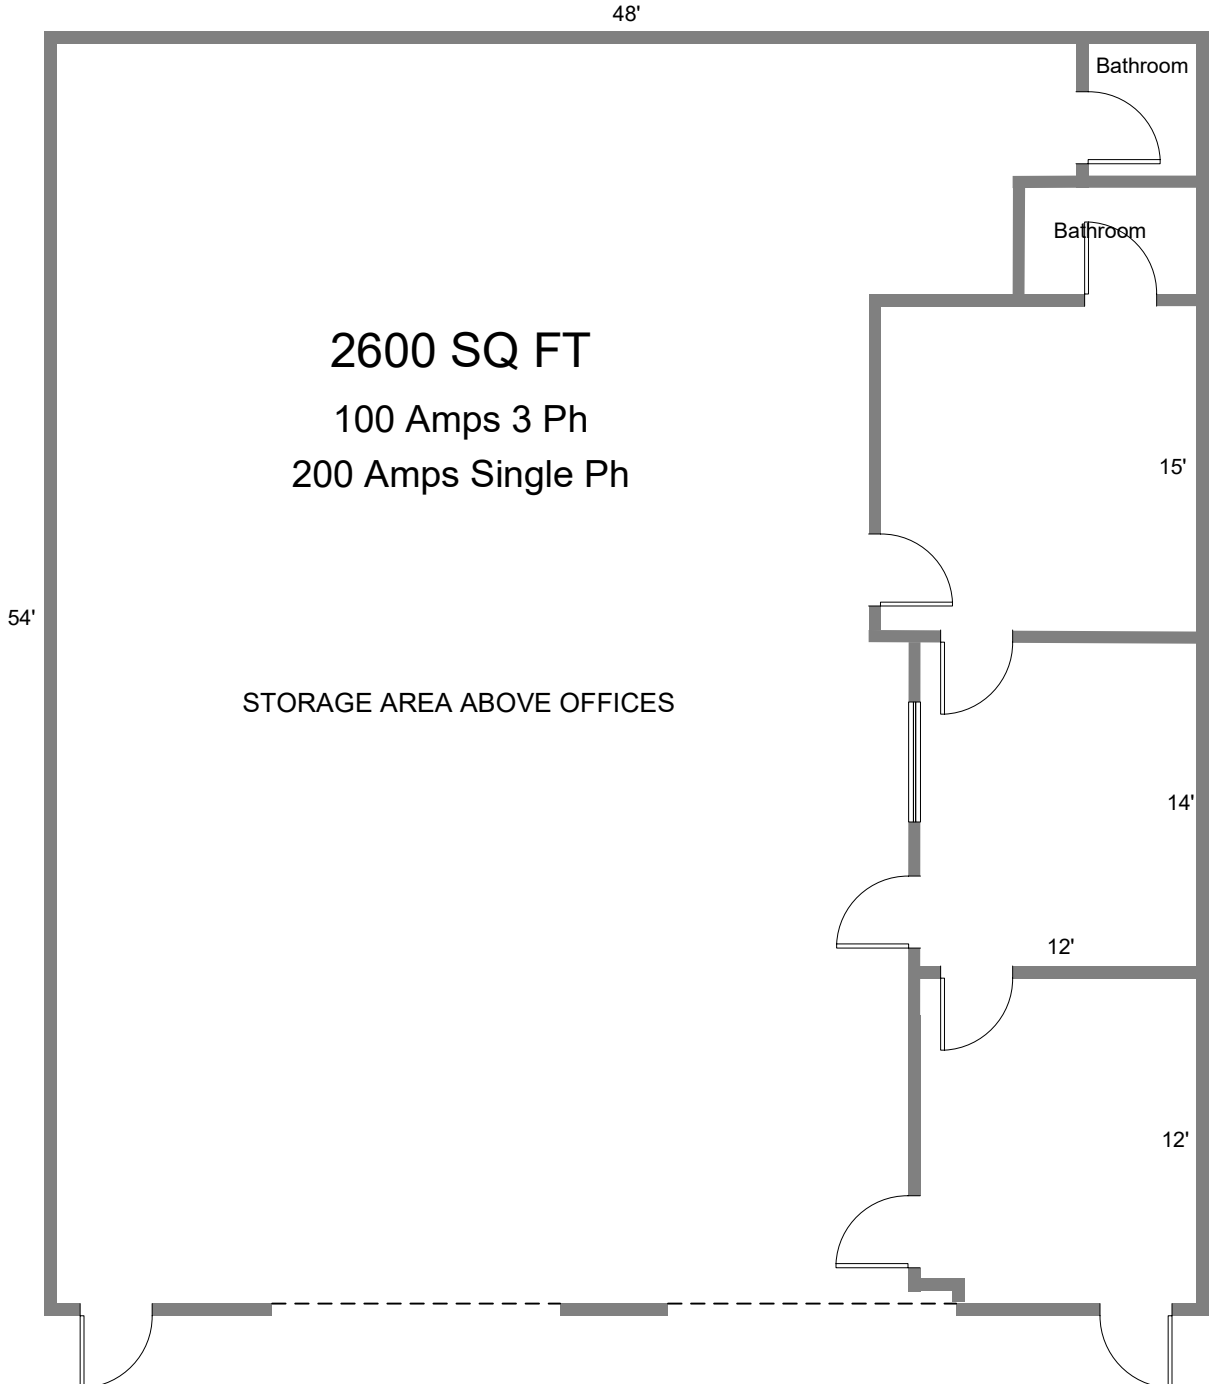 48'
Bathroom
Bathroom
2600 SQ FT
100 Amps 3 Ph
200 Amps Single Ph
15'
54'
STORAGE AREA ABOVE OFFICES
14'
12'
12'